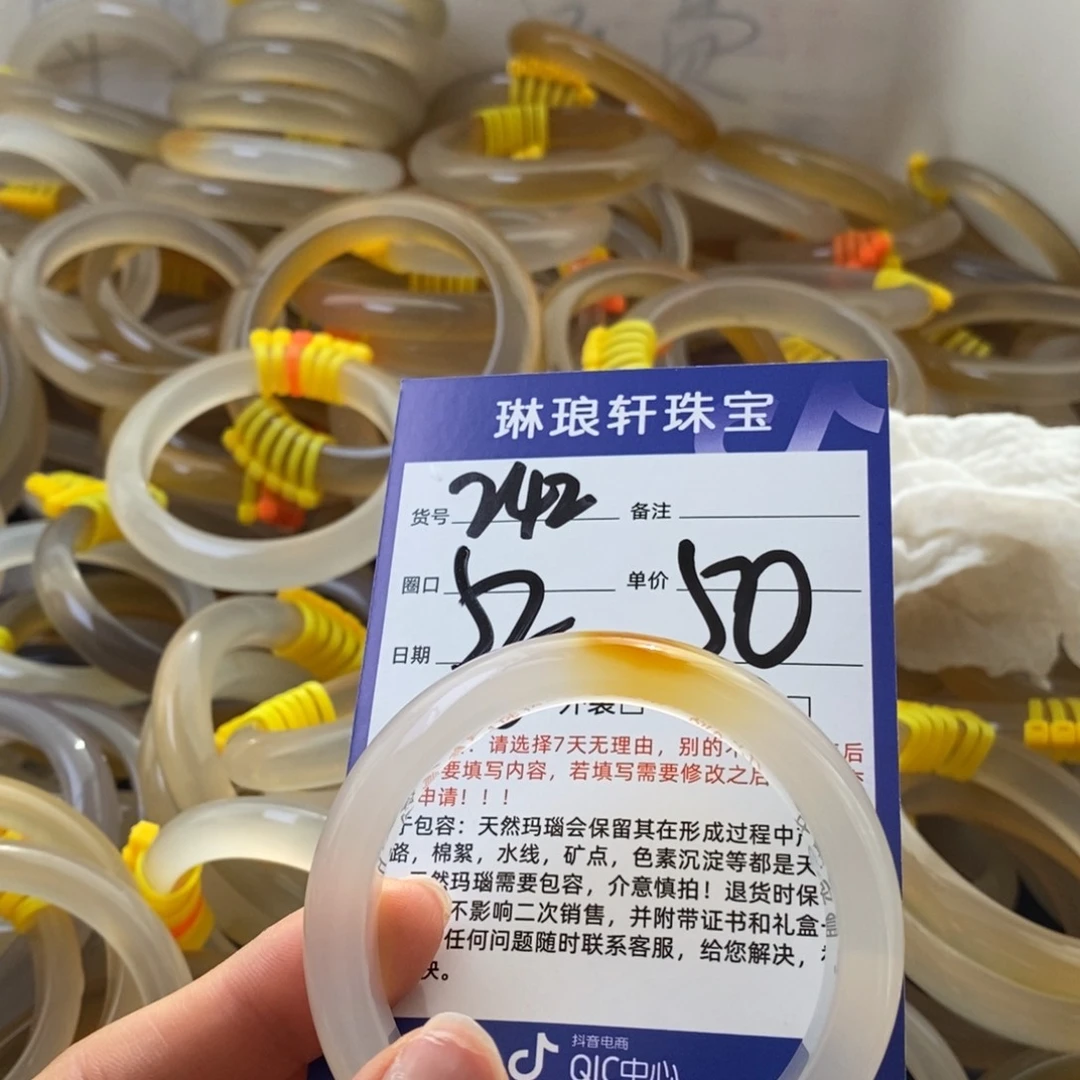 琳琅轩珠宝
货号 242 备注
圈口 52 单价 50
日期
请选择7天无理由，别的不
后
要填写内容，若填写需要修改之后
申请！！！
包容：天然玛瑙会保留其在形成过程中
路，棉絮，水线，矿点，色素沉淀等都是天
然玛瑙需要包容，介意慎拍！退货时保
不影响二次销售，并附带证书和礼盒
任何问题随时联系客服，给您解决，
决。
抖音电商
QIC中心